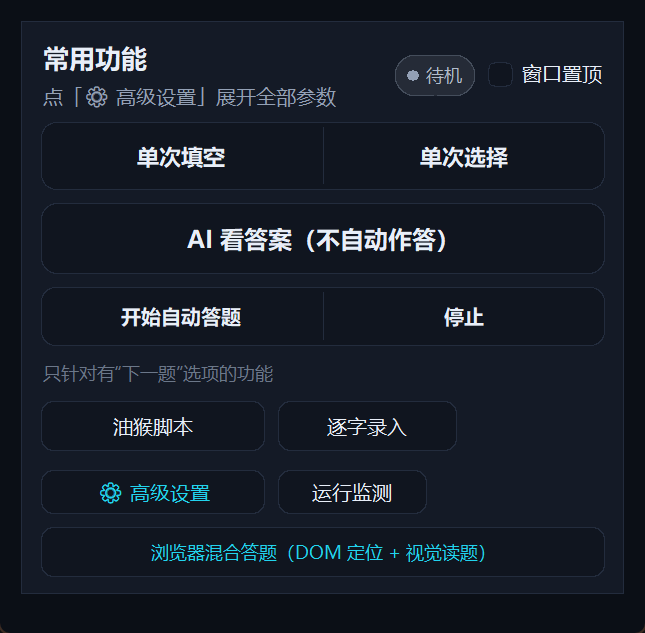 常用功能
点「⚙ 高级设置」展开全部参数
待机
窗口置顶
单次填空
单次选择
AI 看答案（不自动作答）
开始自动答题
停止
只针对有“下一题”选项的功能
油猴脚本
逐字录入
⚙ 高级设置
运行监测
浏览器混合答题（DOM 定位 + 视觉读题）